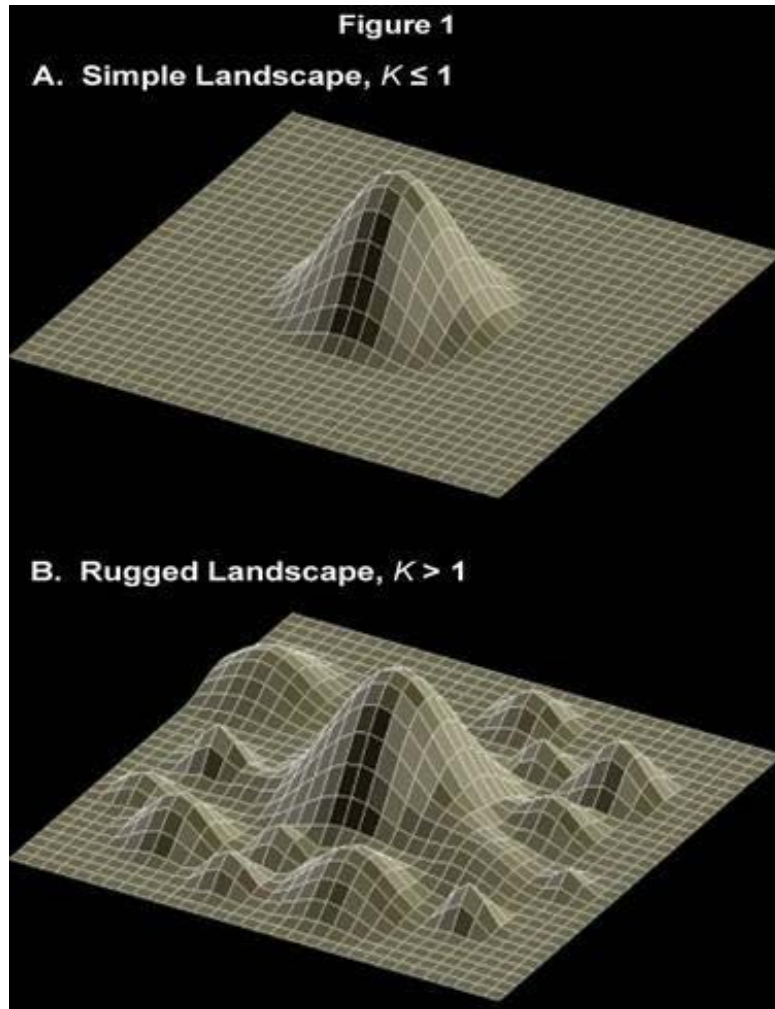 Figure 1
A. Simple Landscape, K ≤ 1
B. Rugged Landscape, K > 1